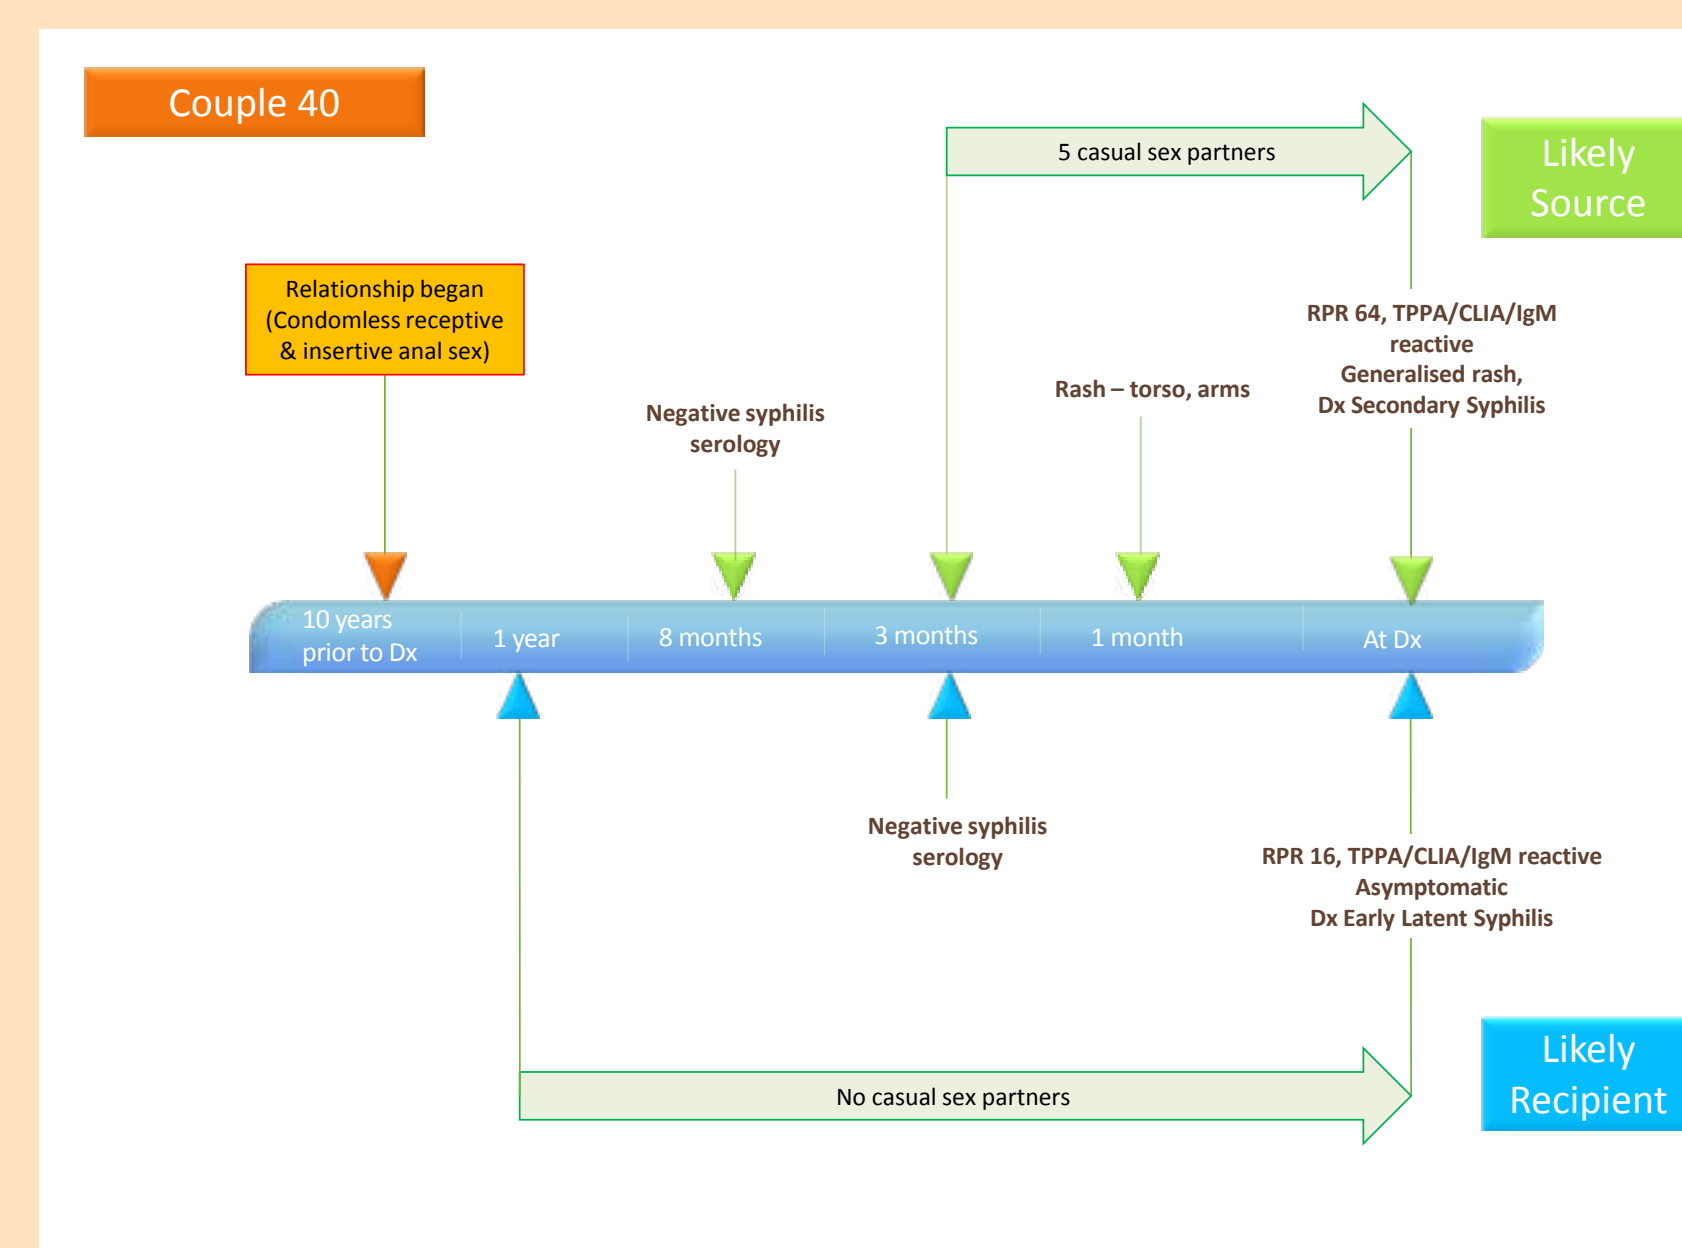 Couple 40
5 casual sex partners
Likely
Source
Relationship began
(Condomless receptive
& insertive anal sex)
RPR 64, TPPA/CLIA/IgM
reactive
Generalised rash,
Dx Secondary Syphilis
Rash – torso, arms
Negative syphilis
serology
10 years
prior to Dx
1 year
8 months
3 months
1 month
At Dx
Negative syphilis
serology
RPR 16, TPPA/CLIA/IgM reactive
Asymptomatic
Dx Early Latent Syphilis
Likely
Recipient
No casual sex partners